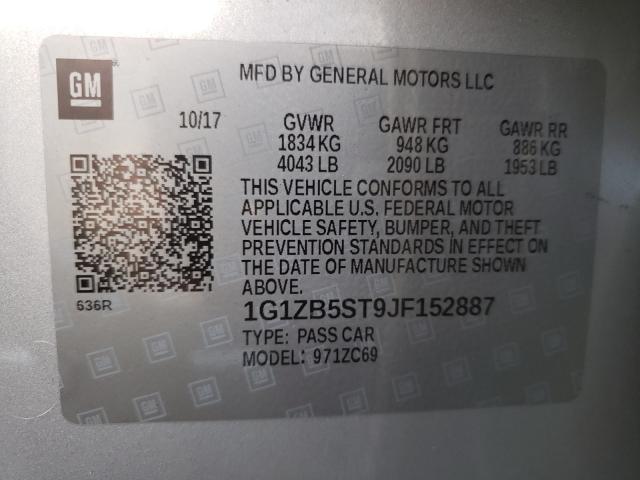 GM
MFD BY GENERAL MOTORS LLC
10/17 GVWR GAWR FRT GAWR RR
1834 KG 948 KG 886 KG
4043 LB 2090 LB 1953 LB
THIS VEHICLE CONFORMS TO ALL
APPLICABLE U.S. FEDERAL MOTOR
VEHICLE SAFETY, BUMPER, AND THEFT
PREVENTION STANDARDS IN EFFECT ON
THE DATE OF MANUFACTURE SHOWN
ABOVE.
636R
1G1ZB5ST9JF152887
TYPE: PASS CAR
MODEL: 971ZC69